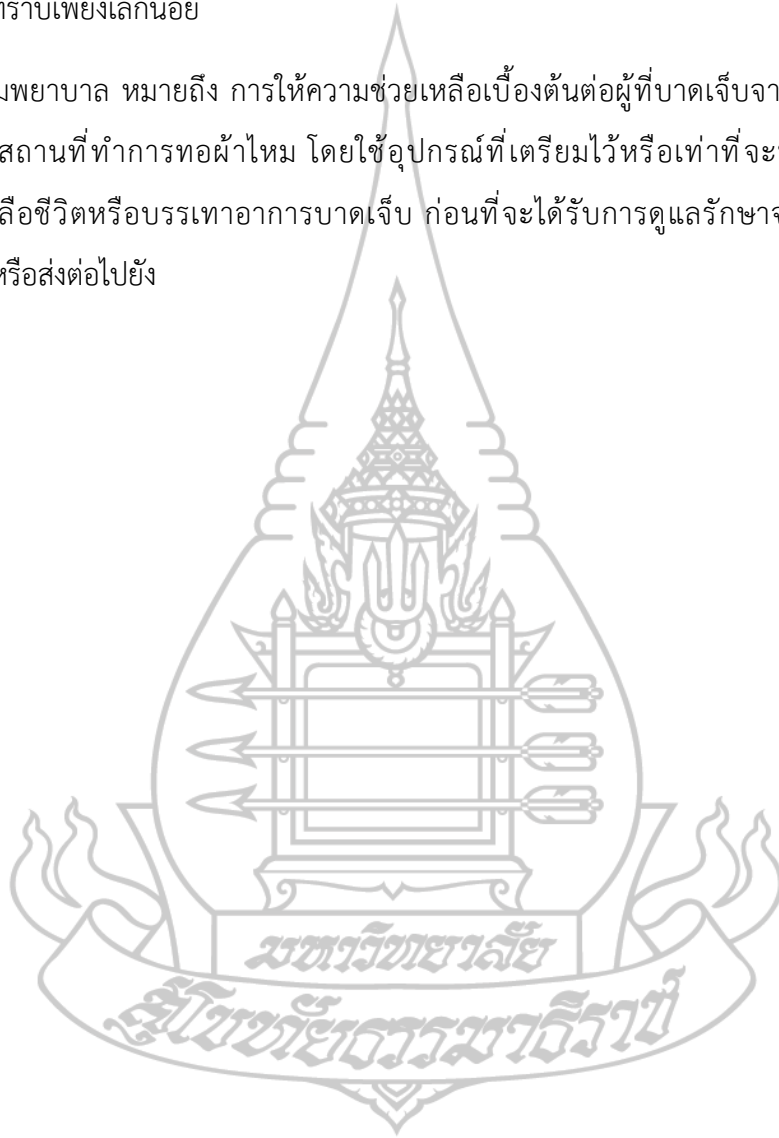 ทราบเพียงเล็กน้อย
มพยาบาล หมายถึง การให้ความช่วยเหลือเบื้องต้นต่อผู้ที่บาดเจ็บจา
สถานที่ทำการทอผ้าไหม โดยใช้อุปกรณ์ที่เตรียมไว้หรือเท่าที่จะ
ลือชีวิตหรือบรรเทาอาการบาดเจ็บ ก่อนที่จะได้รับการดูแลรักษาจ
หรือส่งต่อไปยัง
มหาวิทยาลัย
สุโขทัยธรรมาธิราช